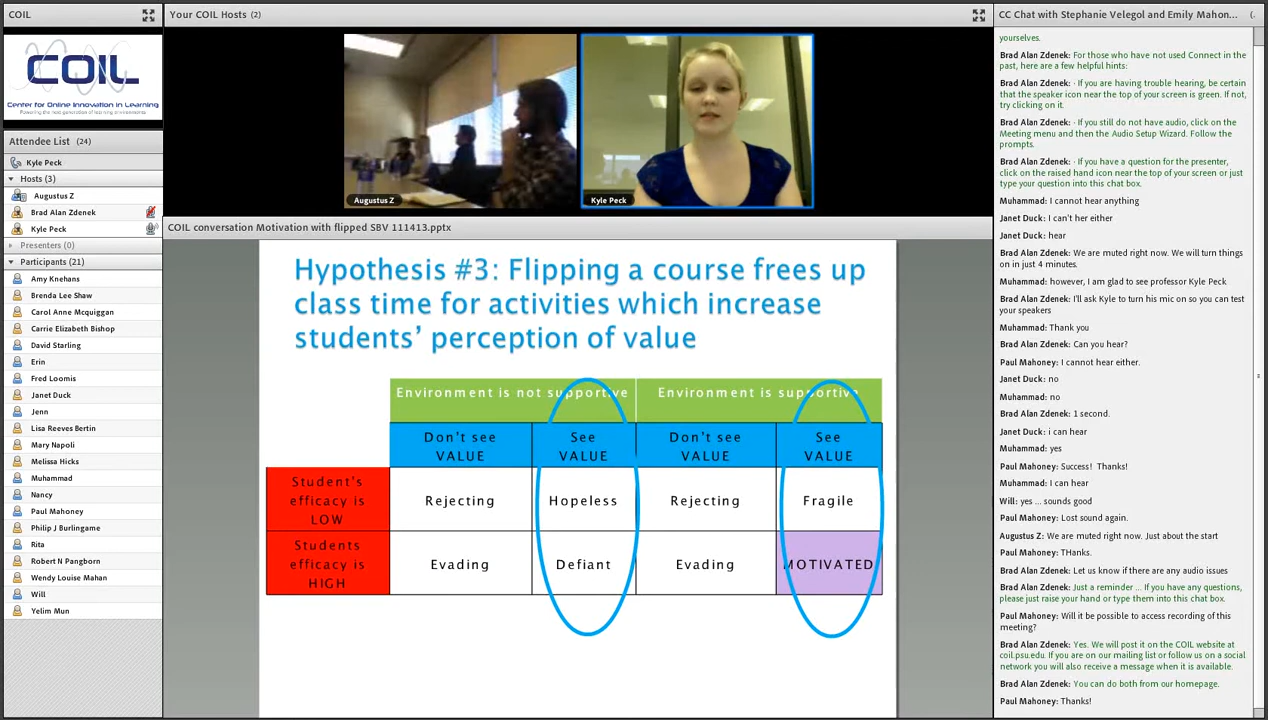 COIL
COIL
Center for Online Innovation in Learning
Powering the next generation of learning environments
Attendee List (24)
Kyle Peck
Hosts (3)
Augustus Z
Brad Alan Zdenek
Kyle Peck
Presenters (0)
Participants (21)
Amy Knehans
Brenda Lee Shaw
Carol Anne Mcquiggan
Carrie Elizabeth Bishop
David Starling
Erin
Fred Loomis
Janet Duck
Jenn
Lisa Reeves Bertin
Mary Napoli
Melissa Hicks
Muhammad
Nancy
Paul Mahoney
Philip J Burlingame
Rita
Robert N Pangborn
Wendy Louise Mahan
Will
Yelim Mun
Your COIL Hosts (2)
Augustus Z
Kyle Peck
COIL conversation Motivation with flipped SBV 111413.pptx
Hypothesis #3: Flipping a course frees up
class time for activities which increase
students' perception of value
Environment is not supportive
Environment is supportive
Don't see
VALUE
See
VALUE
Don't see
VALUE
See
VALUE
Student's
efficacy is
LOW
Rejecting
Hopeless
Rejecting
Fragile
Students
efficacy is
HIGH
Evading
Defiant
Evading
MOTIVATED
CC Chat with Stephanie Velegol and Emily Mahon...
yourselves.
Brad Alan Zdenek: For those who have not used Connect in the
past, here are a few helpful hints:
Brad Alan Zdenek: · If you are having trouble hearing, be certain
that the speaker icon near the top of your screen is green. If not,
try clicking on it.
Brad Alan Zdenek: · If you still do not have audio, click on the
Meeting menu and then the Audio Setup Wizard. Follow the
prompts.
Brad Alan Zdenek: · If you have a question for the presenter,
click on the raised hand icon near the top of your screen or just
type your question into this chat box.
Muhammad: I cannot hear anything
Janet Duck: I can't her either
Janet Duck: hear
Brad Alan Zdenek: We are muted right now. We will turn things
on in just 4 minutes.
Muhammad: however, I am glad to see professor Kyle Peck
Brad Alan Zdenek: I'll ask Kyle to turn his mic on so you can test
your speakers
Muhammad: Thank you
Brad Alan Zdenek: Can you hear?
Paul Mahoney: I cannot hear either.
Janet Duck: no
Muhammad: no
Brad Alan Zdenek: 1 second.
Janet Duck: i can hear
Muhammad: yes
Paul Mahoney: Success! Thanks!
Muhammad: I can hear
Will: yes ... sounds good
Paul Mahoney: Lost sound again.
Augustus Z: We are muted right now. Just about the start
Paul Mahoney: THanks.
Brad Alan Zdenek: Let us know if there are any audio issues
Brad Alan Zdenek: Just a reminder ... If you have any questions,
please just raise your hand or type them into this chat box.
Paul Mahoney: Will it be possible to access recording of this
meeting?
Brad Alan Zdenek: Yes. We will post it on the COIL website at
coil.psu.edu. If you are on our mailing list or follow us on a social
network you will also receive a message when it is available.
Brad Alan Zdenek: You can do both from our homepage.
Paul Mahoney: Thanks!